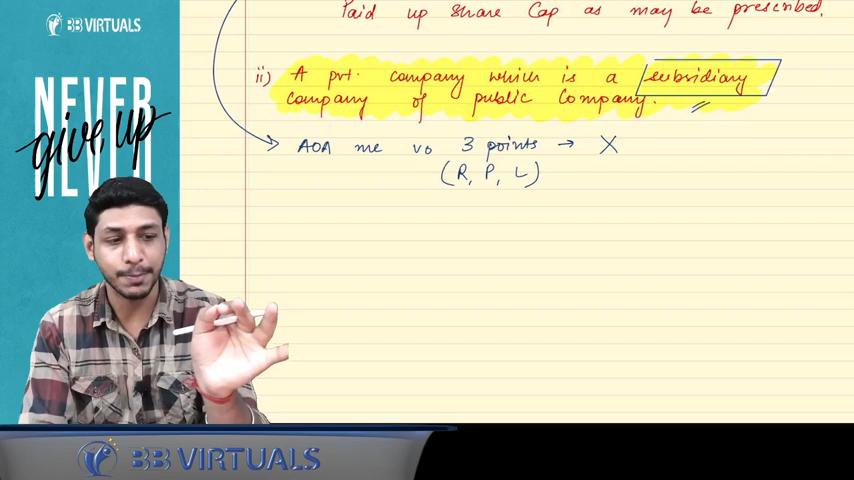 BB VIRTUALS
NEVER
give up
NEVER
Paid up Share Cap as may be prescribed.
ii) A pvt. company which is a subsidiary
company of public Company.
AOA me vo 3 points → X
(R, P, L)
BB VIRTUALS